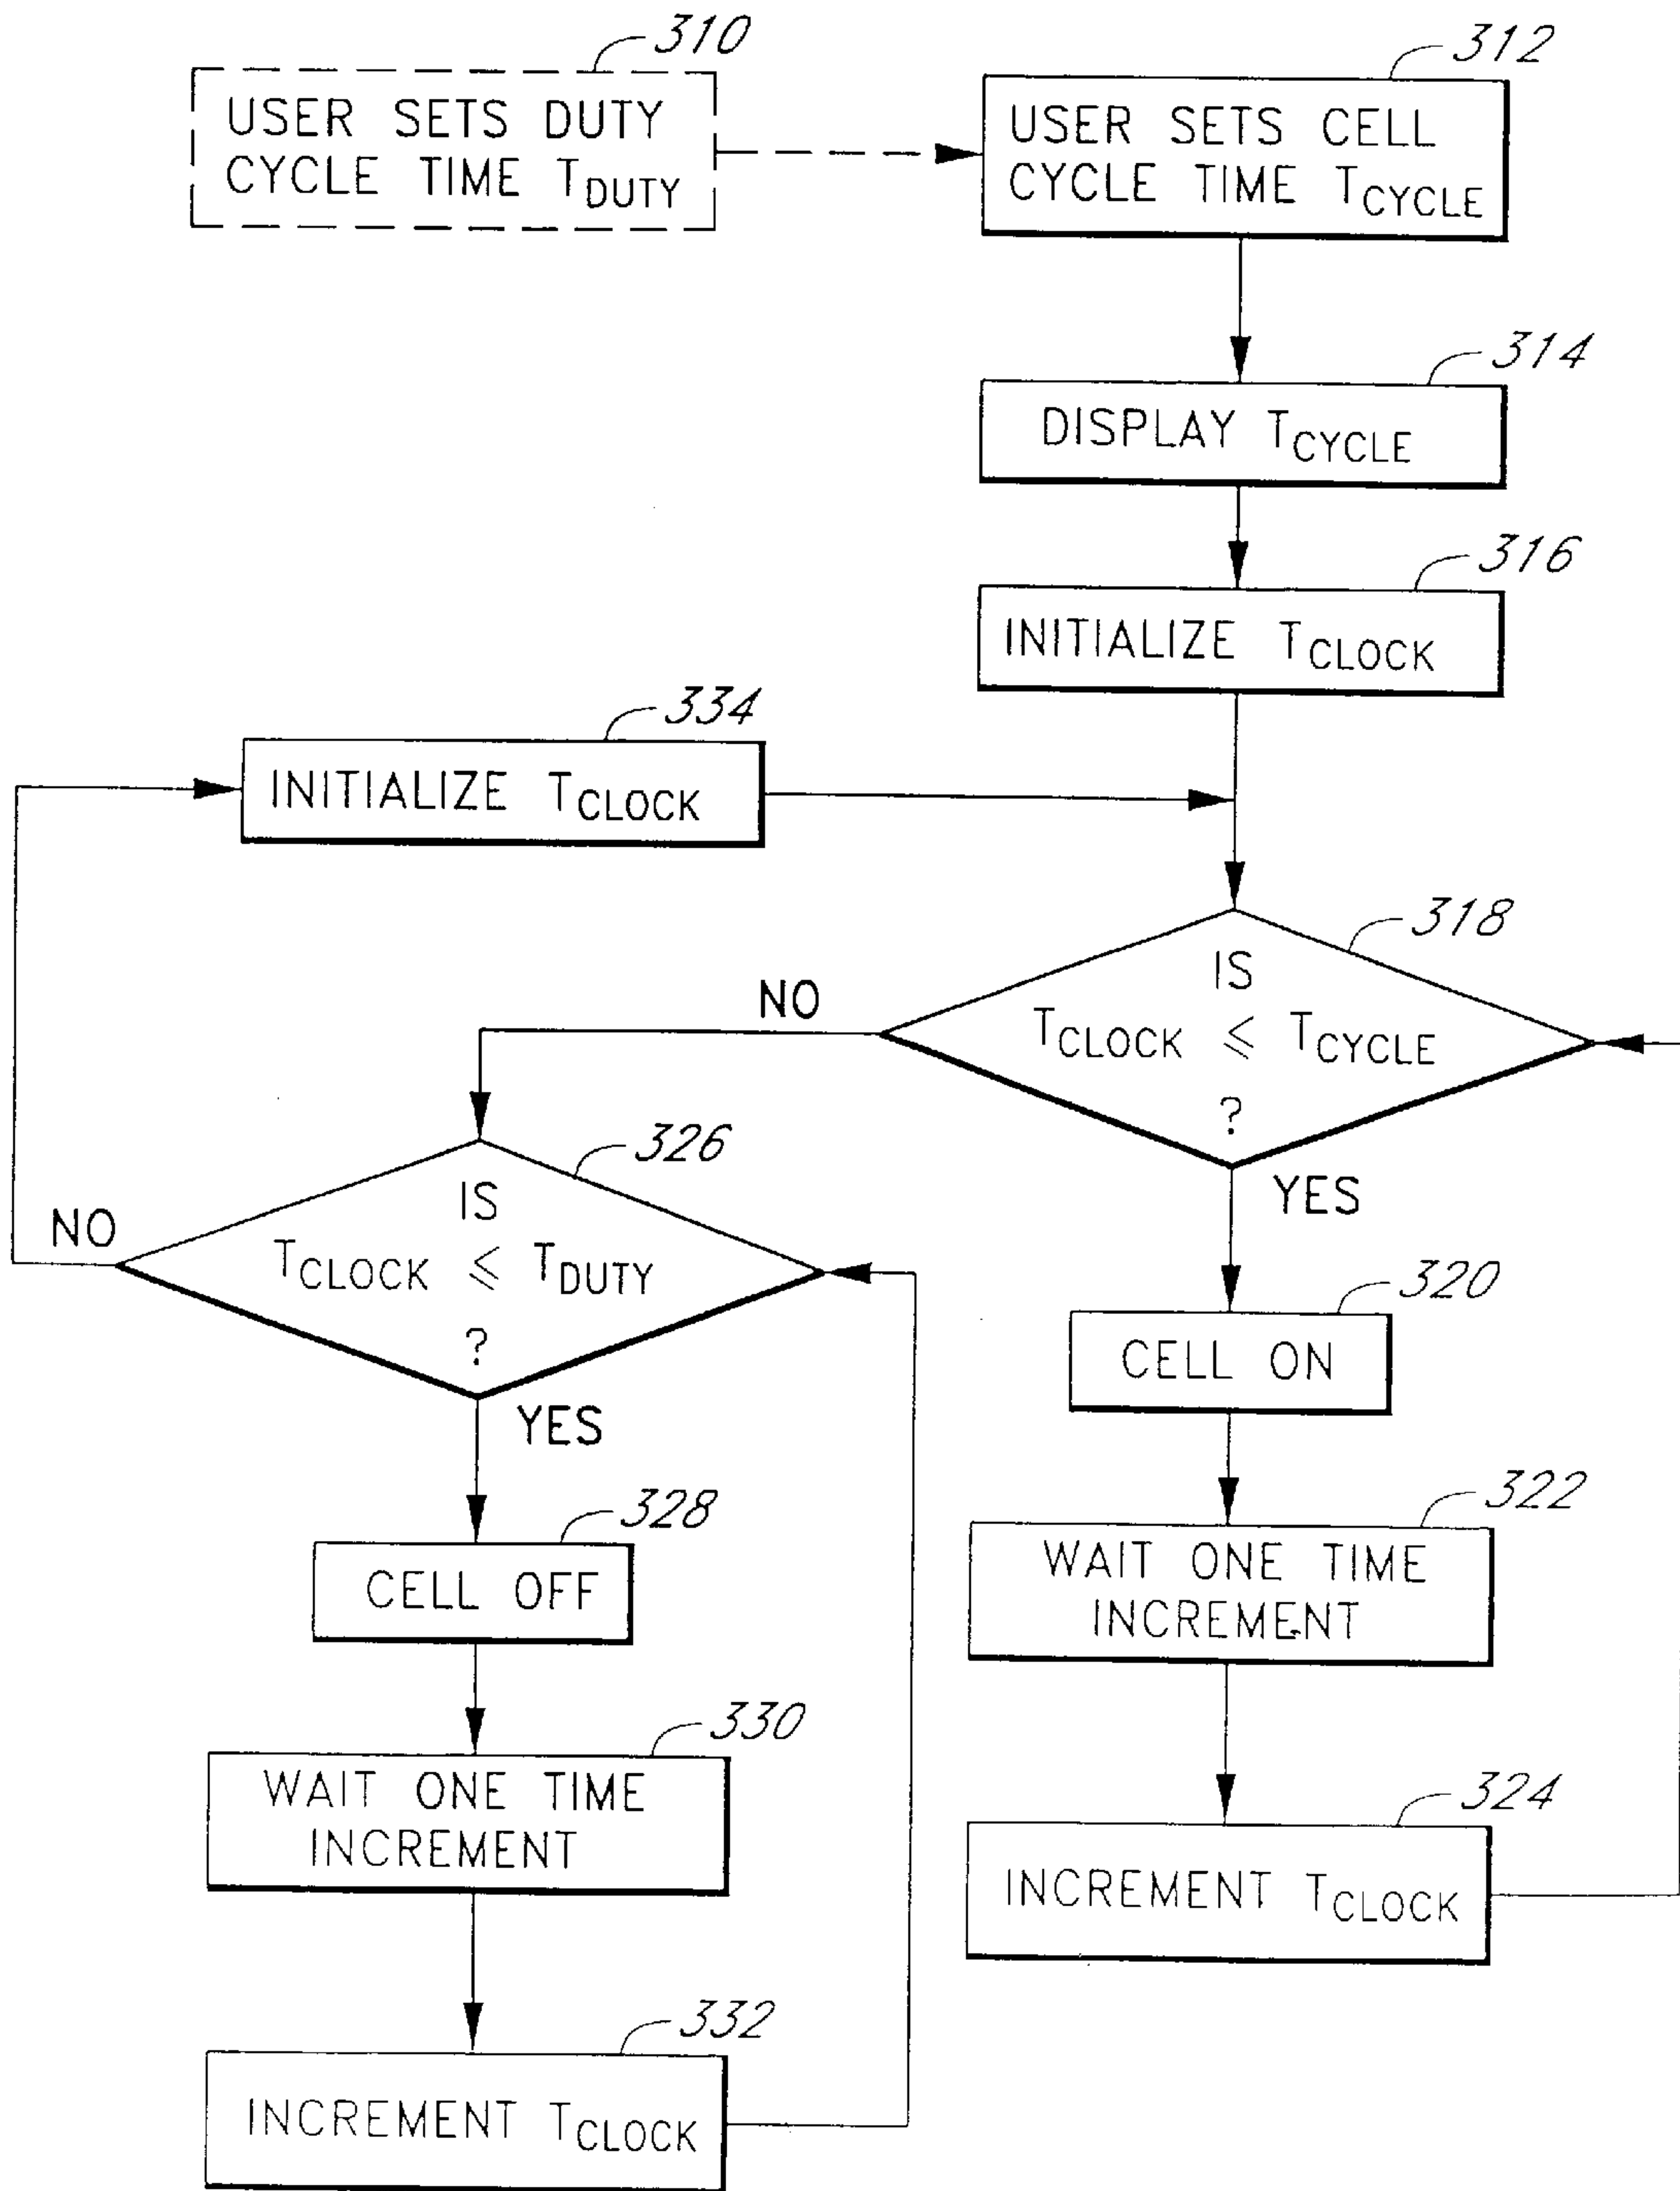 310
USER SETS DUTY
CYCLE TIME TDUTY
312
USER SETS CELL
CYCLE TIME TCYCLE
314
DISPLAY TCYCLE
316
INITIALIZE TCLOCK
334
INITIALIZE TCLOCK
318
IS
TCLOCK ≤ TCYCLE
?
NO
YES
326
IS
TCLOCK ≤ TDUTY
?
NO
YES
320
CELL ON
322
WAIT ONE TIME
INCREMENT
324
INCREMENT TCLOCK
328
CELL OFF
330
WAIT ONE TIME
INCREMENT
332
INCREMENT TCLOCK